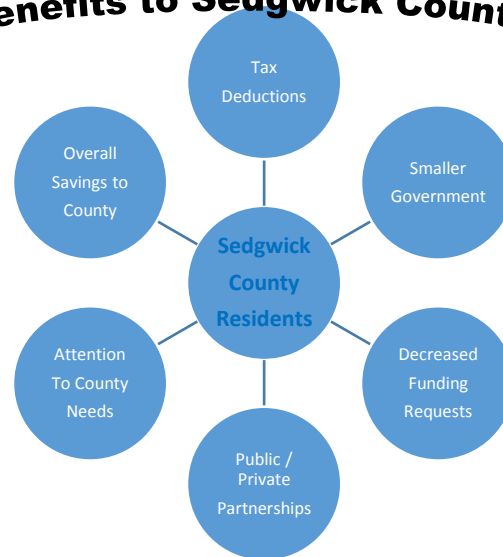 enefits to Sedgwick Count
Tax
Deductions
Smaller
Government
Decreased
Funding
Requests
Public /
Private
Partnerships
Attention
To County
Needs
Overall
Savings to
County
Sedgwick
County
Residents